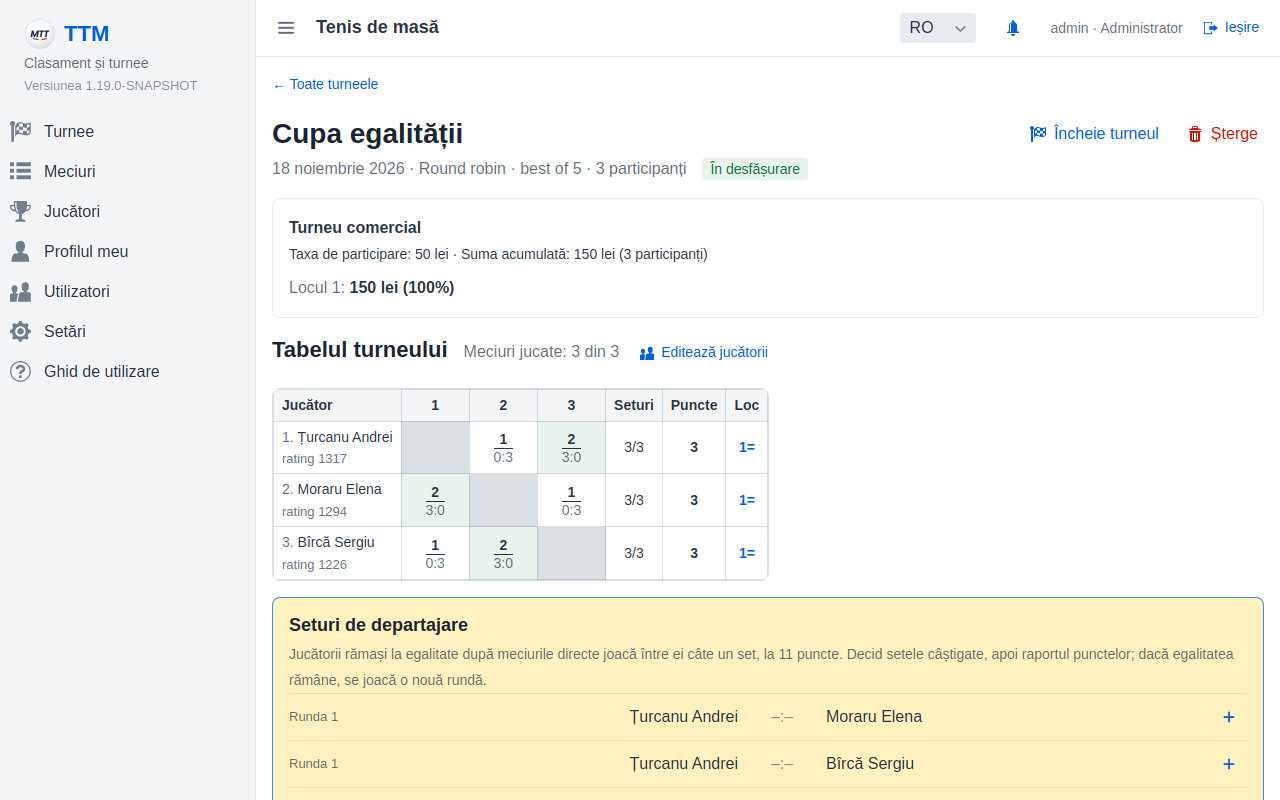 MTT TTM
Clasament și turnee
Versiunea 1.19.0-SNAPSHOT
Turnee
Meciuri
Jucători
Profilul meu
Utilizatori
Setări
Ghid de utilizare
Tenis de masă
RO
admin · Administrator
Ieșire
← Toate turneele
Cupa egalității
Încheie turneul
Șterge
18 noiembrie 2026 · Round robin · best of 5 · 3 participanți
În desfășurare
Turneu comercial
Taxa de participare: 50 lei · Suma acumulată: 150 lei (3 participanți)
Locul 1: 150 lei (100%)
Tabelul turneului Meciuri jucate: 3 din 3 Editează jucătorii
Jucător 1 2 3 Seturi Puncte Loc
1. Țurcanu Andrei
rating 1317
1
0:3
2
3:0
3/3 3 1=
2. Moraru Elena
rating 1294
2
3:0
1
0:3
3/3 3 1=
3. Bîrcă Sergiu
rating 1226
1
0:3
2
3:0
3/3 3 1=
Seturi de departajare
Jucătorii rămași la egalitate după meciurile directe joacă între ei câte un set, la 11 puncte. Decid setele câștigate, apoi raportul punctelor; dacă egalitatea
rămâne, se joacă o nouă rundă.
Runda 1 Țurcanu Andrei –:– Moraru Elena +
Runda 1 Țurcanu Andrei –:– Bîrcă Sergiu +